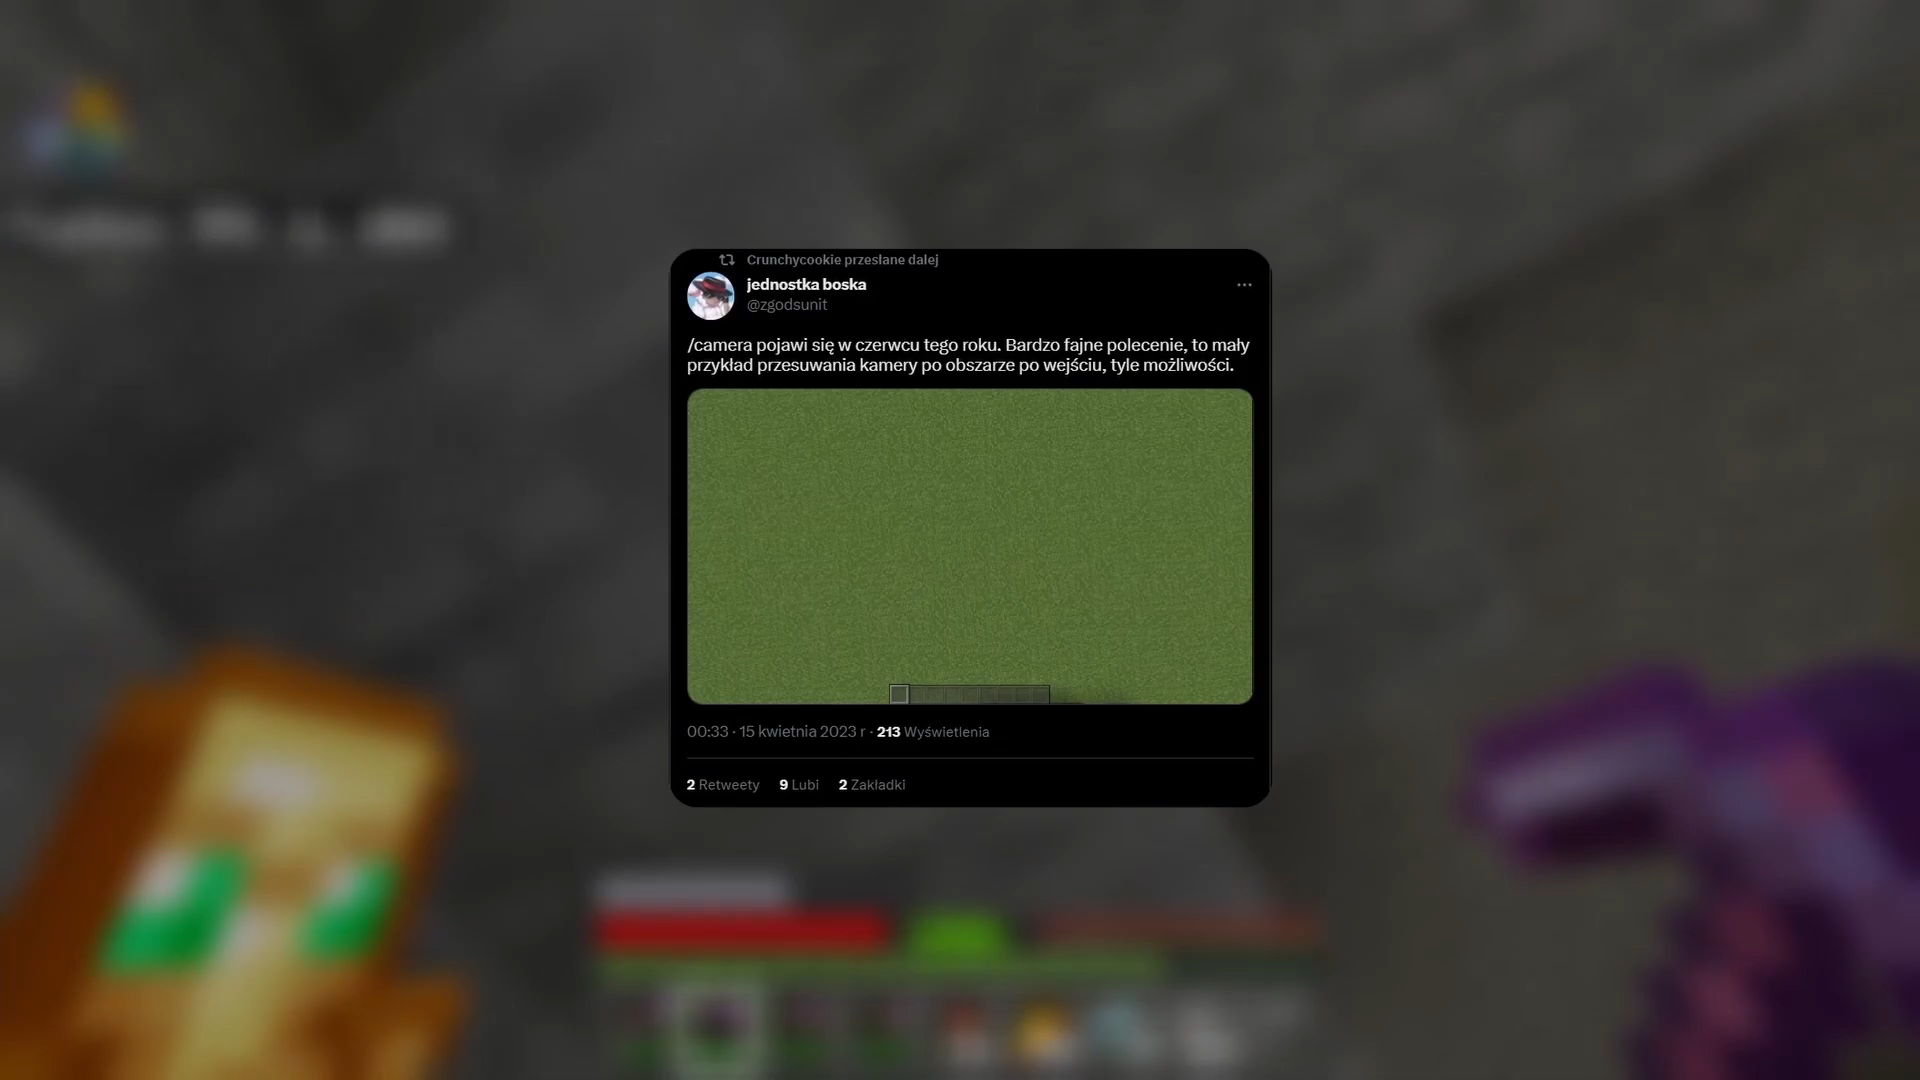 Crunchycookie przesłane dalej
jednostka boska
@zgodsunit
/camera pojawi się w czerwcu tego roku. Bardzo fajne polecenie, to mały
przykład przesuwania kamery po obszarze po wejściu, tyle możliwości.
00:33 · 15 kwietnia 2023 r · 213 Wyświetlenia
2 Retweety 9 Lubi 2 Zakładki